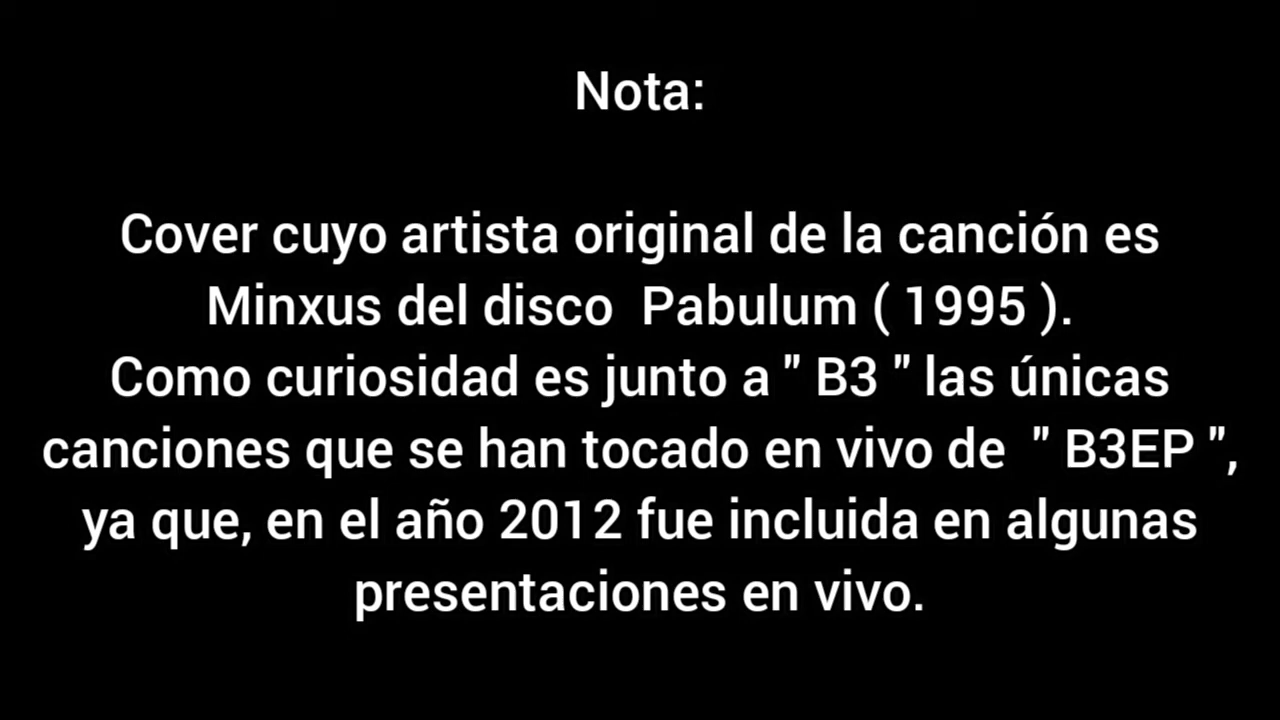 Nota:
Cover cuyo artista original de la canción es
Minxus del disco  Pabulum ( 1995 ).
Como curiosidad es junto a " B3 " las únicas
canciones que se han tocado en vivo de  " B3EP ",
ya que, en el año 2012 fue incluida en algunas
presentaciones en vivo.